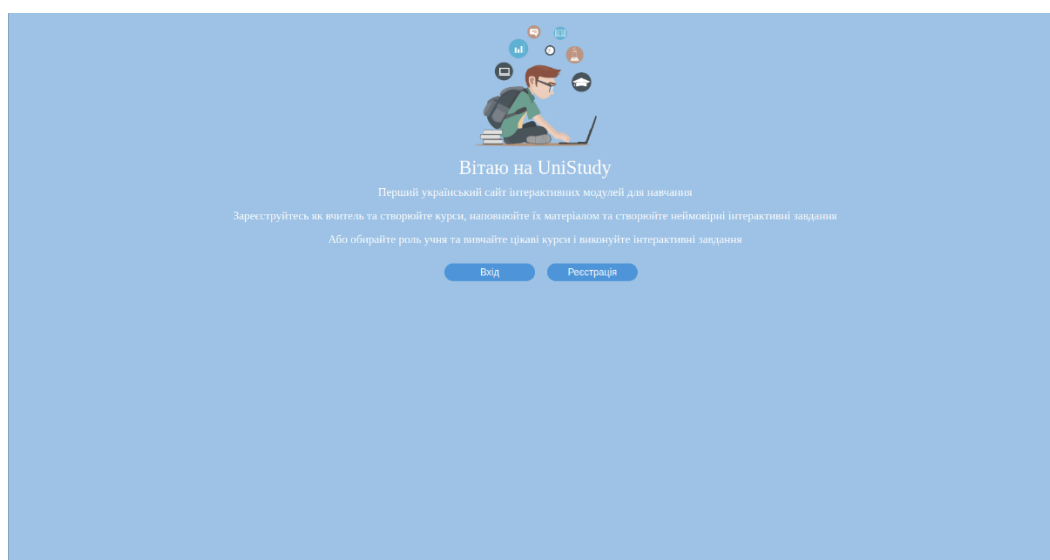 Вітаю на UniStudy
Перший український сайт інтерактивних модулей для навчання
Зареєструйтесь як вчитель та створюйте курси, наповнюйте їх матеріалом та створюйте неймовірні інтерактивні завдання
Або обирайте роль учня та вивчайте цікаві курси і виконуйте інтерактивні завдання
Вхід Реєстрація